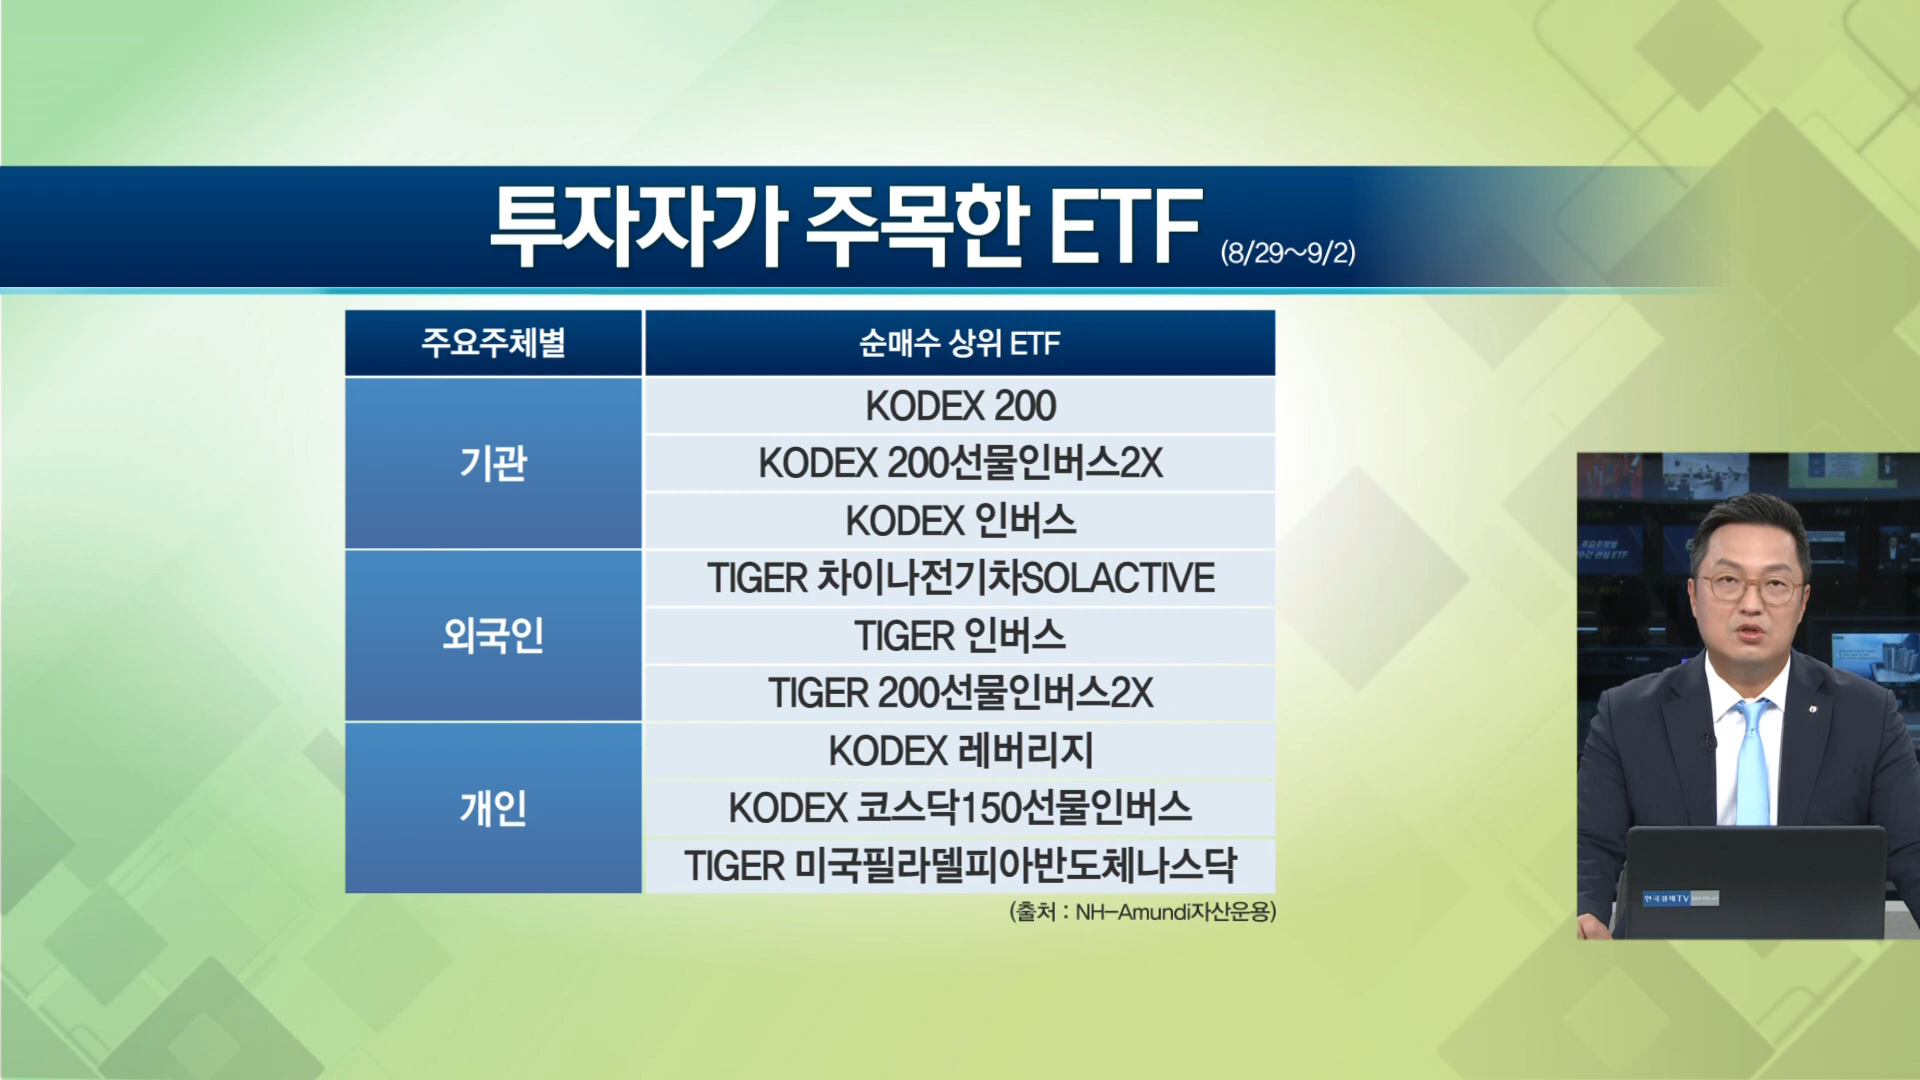 투자자가 주목한 ETF (8/29~9/2)
주요주체별 순매수 상위 ETF
기관
KODEX 200
KODEX 200선물인버스2X
KODEX 인버스
외국인
TIGER 차이나전기차SOLACTIVE
TIGER 인버스
TIGER 200선물인버스2X
개인
KODEX 레버리지
KODEX 코스닥150선물인버스
TIGER 미국필라델피아반도체나스닥
(출처 : NH-Amundi자산운용)
한국경제TV